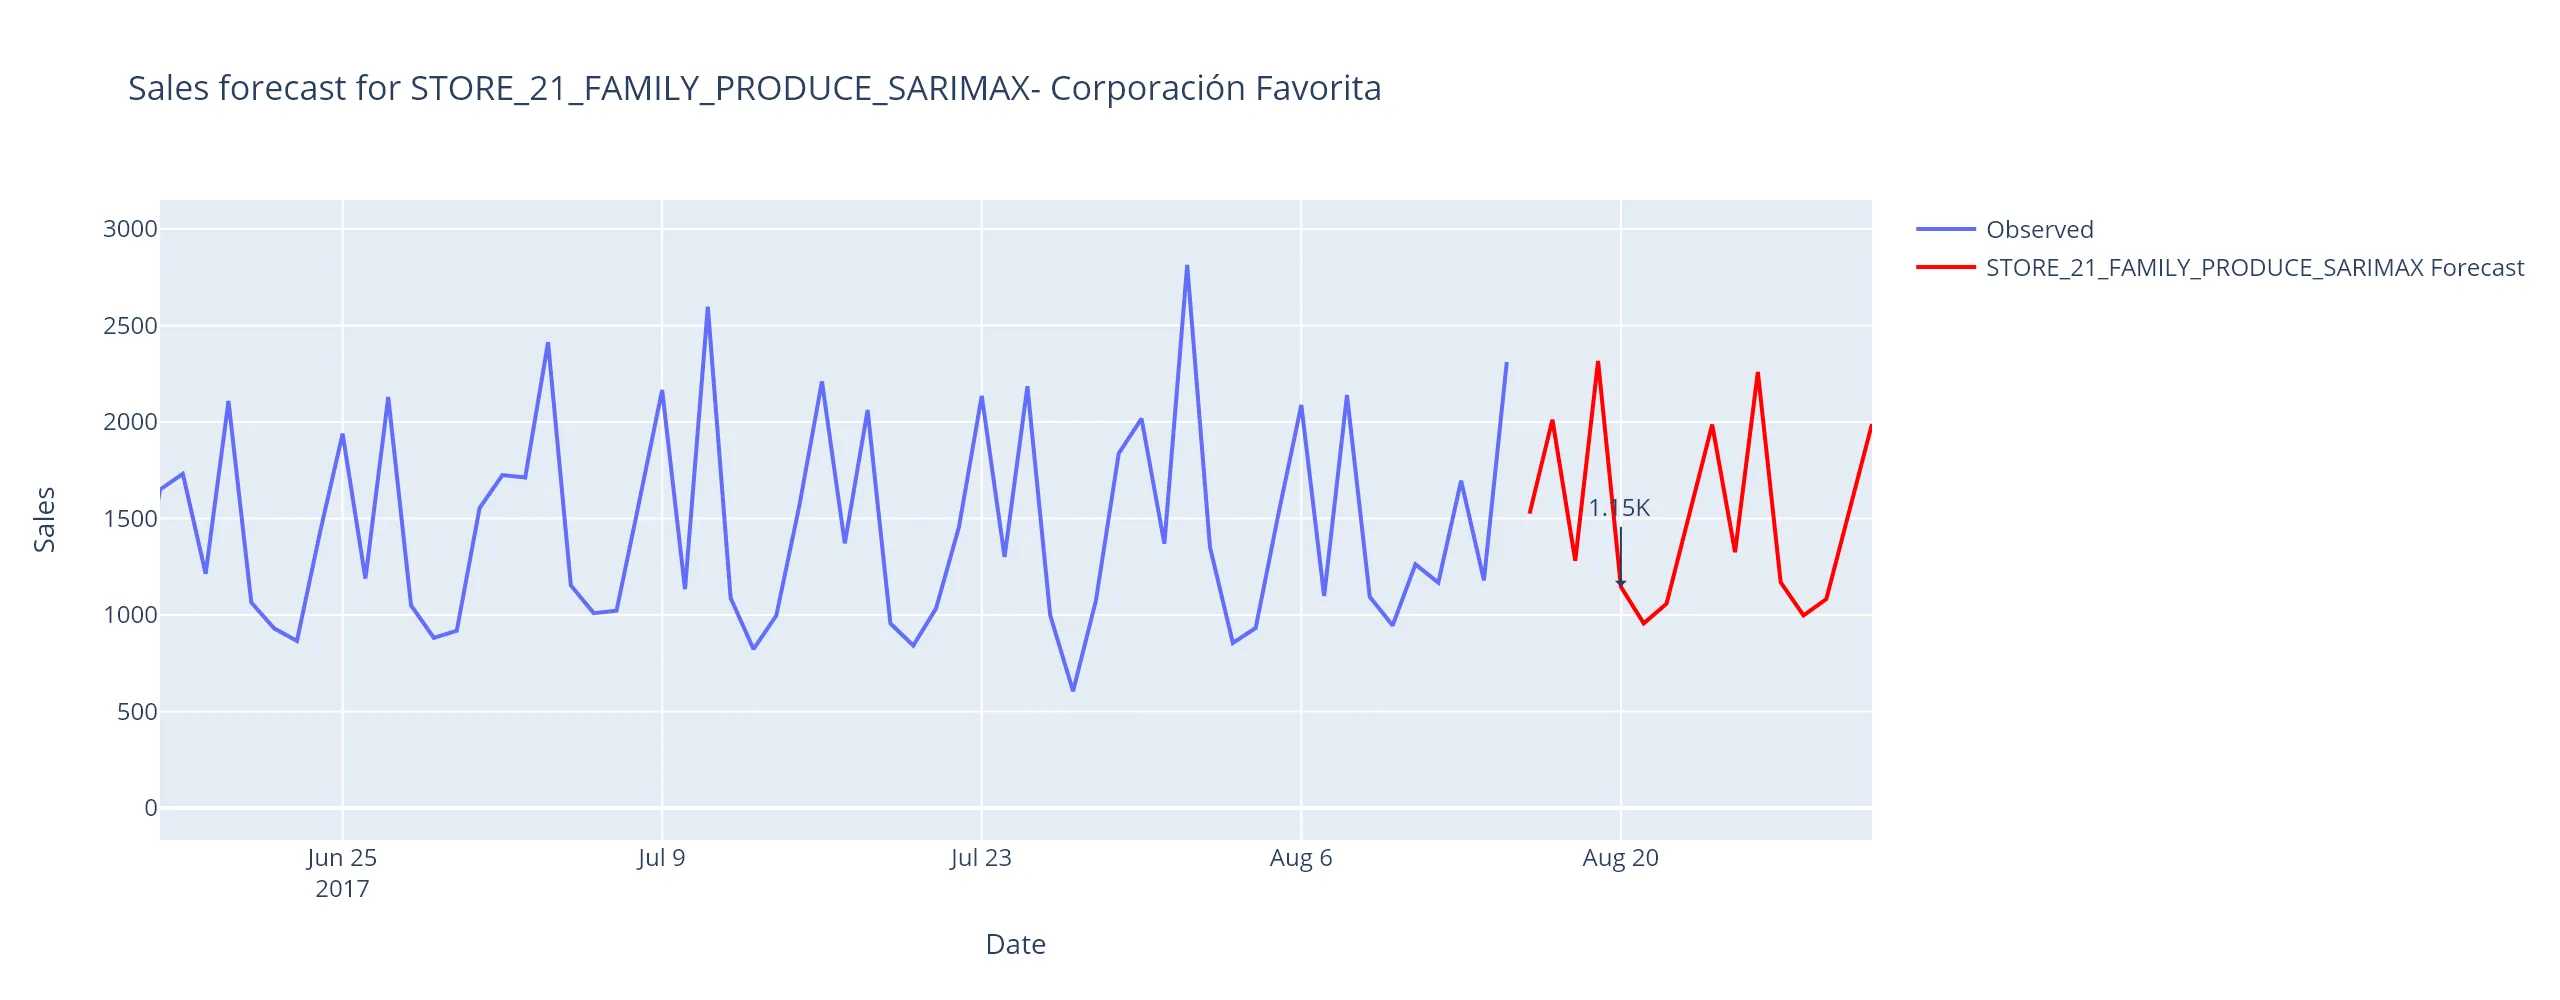 Sales forecast for STORE_21_FAMILY_PRODUCE_SARIMAX- Corporación Favorita
Observed
STORE_21_FAMILY_PRODUCE_SARIMAX Forecast
3000
2500
2000
1500
1000
500
0
Sales
1.15K
Jun 25
2017
Jul 9
Jul 23
Aug 6
Aug 20
Date